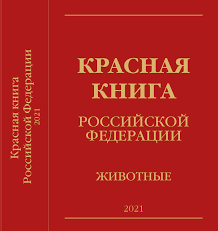 Красная книга
Российской Федерации
2021
КРАСНАЯ
КНИГА
РОССИЙСКОЙ
ФЕДЕРАЦИИ
ЖИВОТНЫЕ
2021